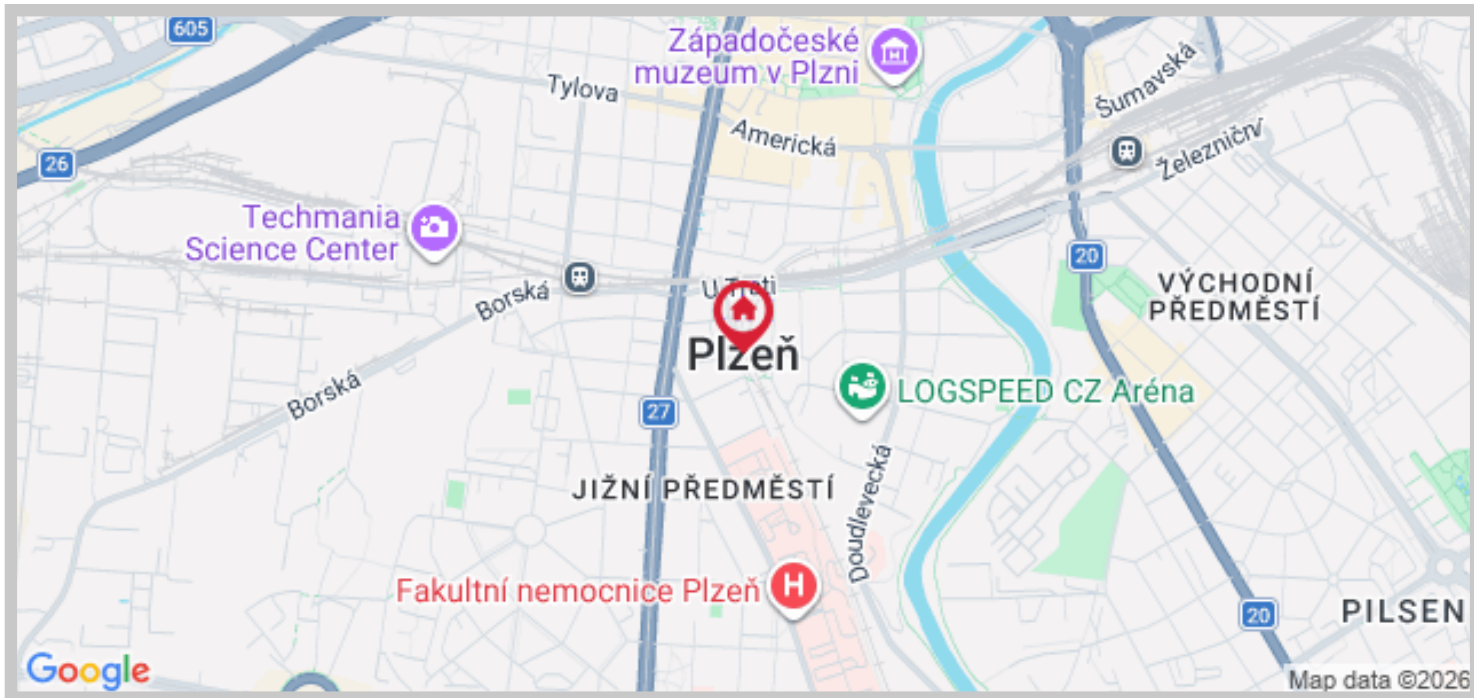 605
Západočeské
muzeum v Plzni
Tylova
Šumavská
Americká
Železniční
26
Techmania
Science Center
20
Borská
U Trati
VÝCHODNÍ
PŘEDMĚSTÍ
Plzeň
Borská
LOGSPEED CZ Aréna
27
JIŽNÍ PŘEDMĚSTÍ
Doudlevecká
Fakultní nemocnice Plzeň
H
20
PILSEN
Google
Map data ©2026